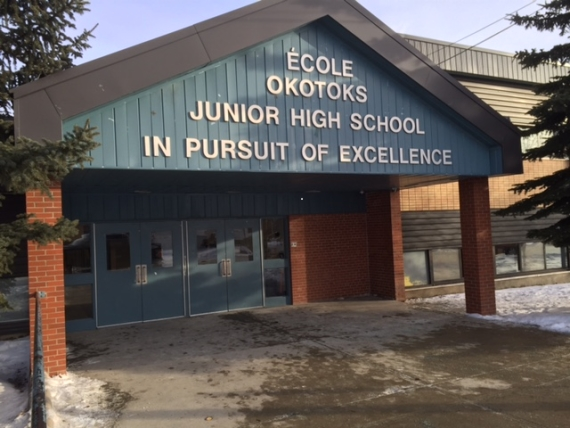 ÉCOLE
OKOTOKS
JUNIOR HIGH SCHOOL
IN PURSUIT OF EXCELLENCE